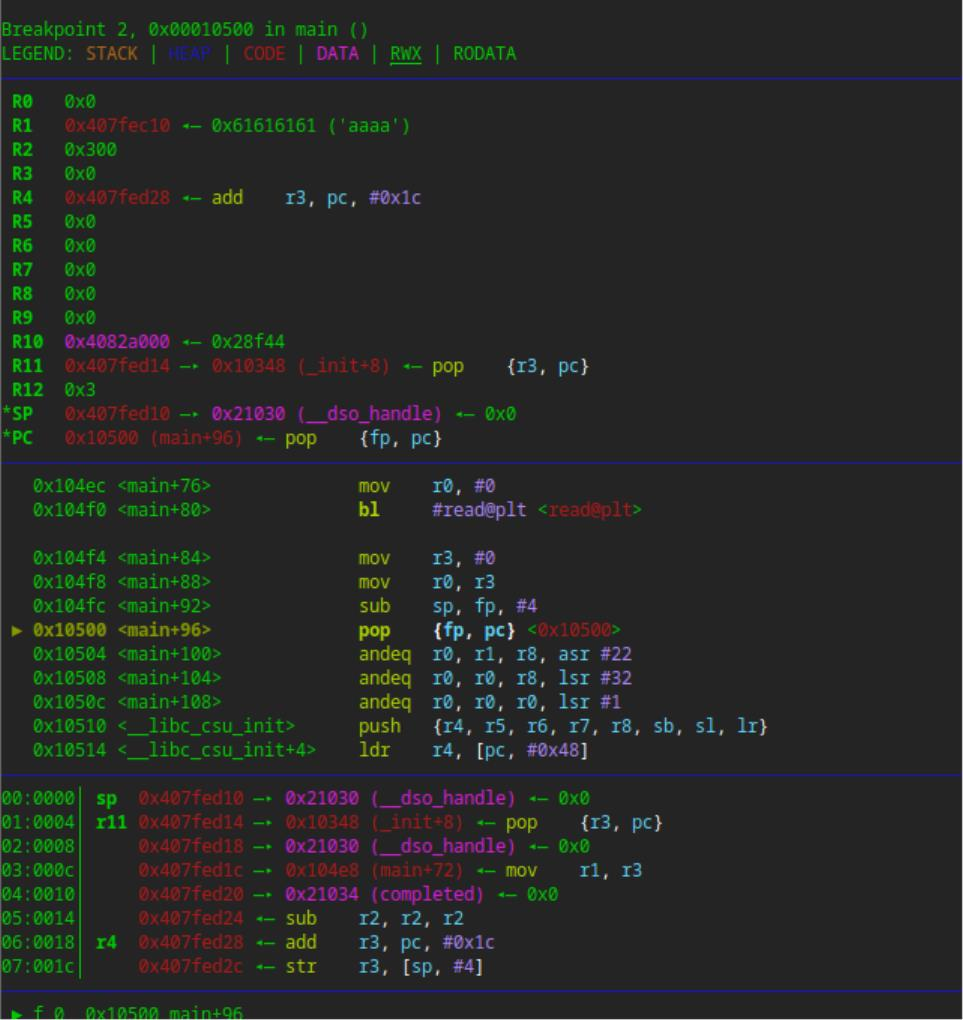 Breakpoint 2, 0x00010500 in main ()
LEGEND: STACK | HEAP | CODE | DATA | RWX | RODATA
R0 0x0
R1 0x407fec10 ◂— 0x61616161 ('aaaa')
R2 0x300
R3 0x0
R4 0x407fed28 ◂— add r3, pc, #0x1c
R5 0x0
R6 0x0
R7 0x0
R8 0x0
R9 0x0
R10 0x4082a000 ◂— 0x28f44
R11 0x407fed14 —▸ 0x10348 (_init+8) ◂— pop {r3, pc}
R12 0x3
*SP 0x407fed10 —▸ 0x21030 (__dso_handle) ◂— 0x0
*PC 0x10500 (main+96) ◂— pop {fp, pc}
0x104ec <main+76> mov r0, #0
0x104f0 <main+80> bl #read@plt <read@plt>
0x104f4 <main+84> mov r3, #0
0x104f8 <main+88> mov r0, r3
0x104fc <main+92> sub sp, fp, #4
► 0x10500 <main+96> pop {fp, pc} <0x10500>
0x10504 <main+100> andeq r0, r1, r8, asr #22
0x10508 <main+104> andeq r0, r0, r8, lsr #32
0x1050c <main+108> andeq r0, r0, r0, lsr #1
0x10510 <__libc_csu_init> push {r4, r5, r6, r7, r8, sb, sl, lr}
0x10514 <__libc_csu_init+4> ldr r4, [pc, #0x48]
00:0000│ sp 0x407fed10 —▸ 0x21030 (__dso_handle) ◂— 0x0
01:0004│ r11 0x407fed14 —▸ 0x10348 (_init+8) ◂— pop {r3, pc}
02:0008│ 0x407fed18 —▸ 0x21030 (__dso_handle) ◂— 0x0
03:000c│ 0x407fed1c —▸ 0x104e8 (main+72) ◂— mov r1, r3
04:0010│ 0x407fed20 —▸ 0x21034 (completed) ◂— 0x0
05:0014│ 0x407fed24 ◂— sub r2, r2, r2
06:0018│ r4 0x407fed28 ◂— add r3, pc, #0x1c
07:001c│ 0x407fed2c ◂— str r3, [sp, #4]
► f 0 0x10500 main+96